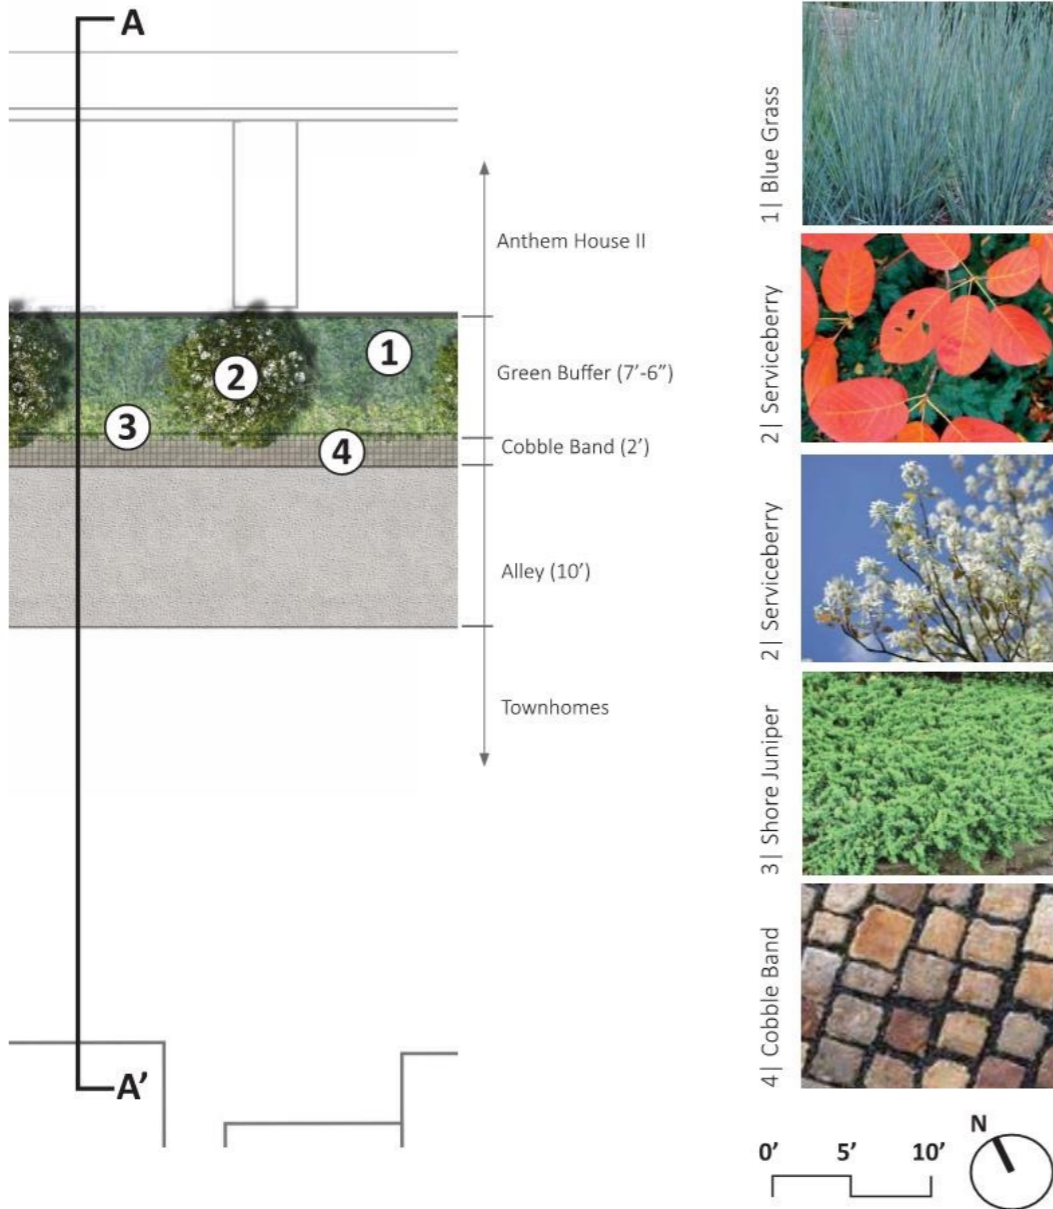 A
Anthem House II
1
2
3
4
Green Buffer (7'-6")
Cobble Band (2')
Alley (10')
Townhomes
A'
1| Blue Grass
2| Serviceberry
2| Serviceberry
3| Shore Juniper
4| Cobble Band
0' 5' 10'
N